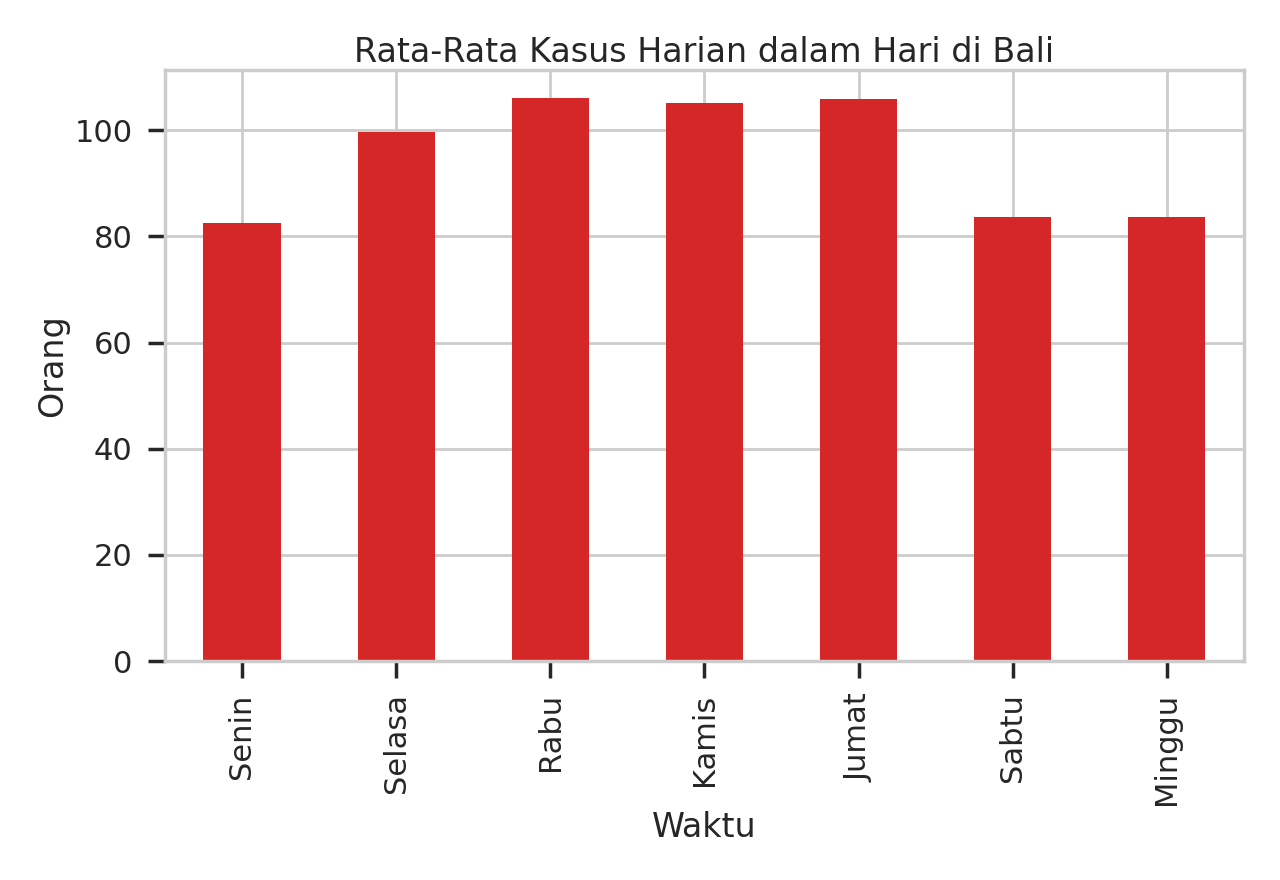 Rata-Rata Kasus Harian dalam Hari di Bali
100
80
60
40
20
0
Orang
Senin
Selasa
Rabu
Kamis
Jumat
Sabtu
Minggu
Waktu